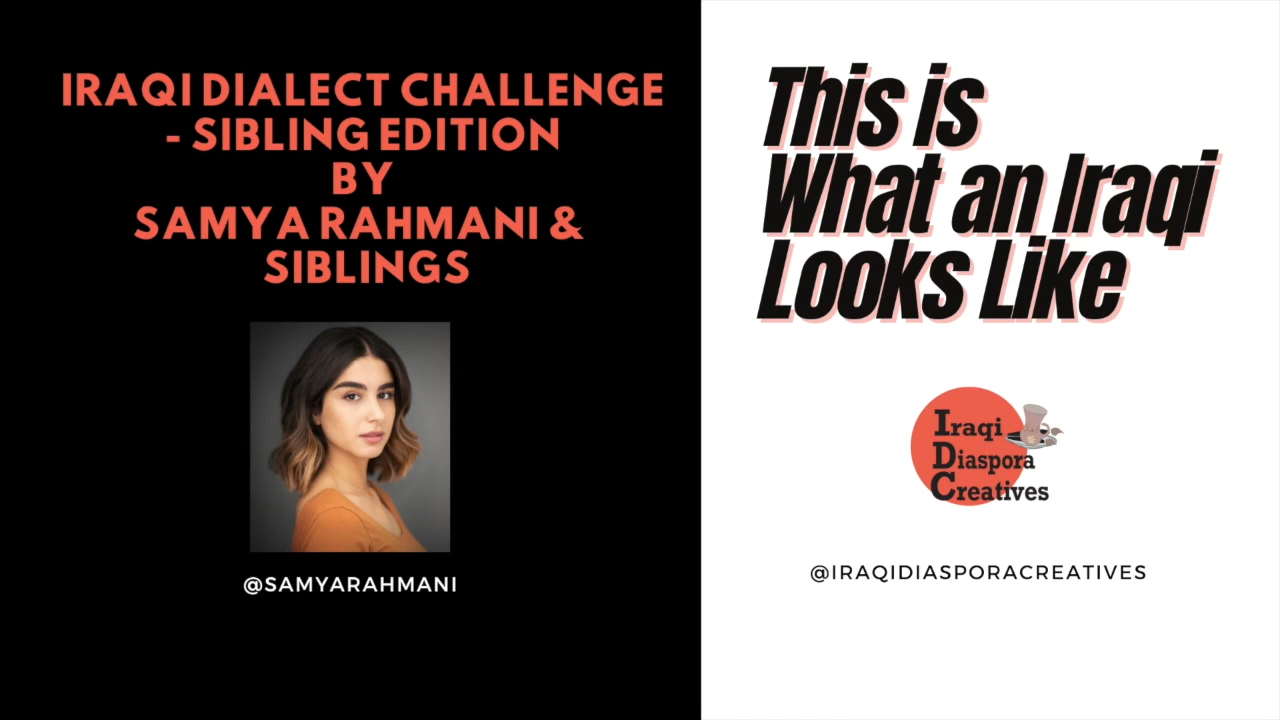 IRAQI DIALECT CHALLENGE
- SIBLING EDITION
BY
SAMYA RAHMANI &
SIBLINGS
@SAMYARAHMANI
This is
What an Iraqi
Looks Like
Iraqi
Diaspora
Creatives
@IRAQIDIASPORACREATIVES